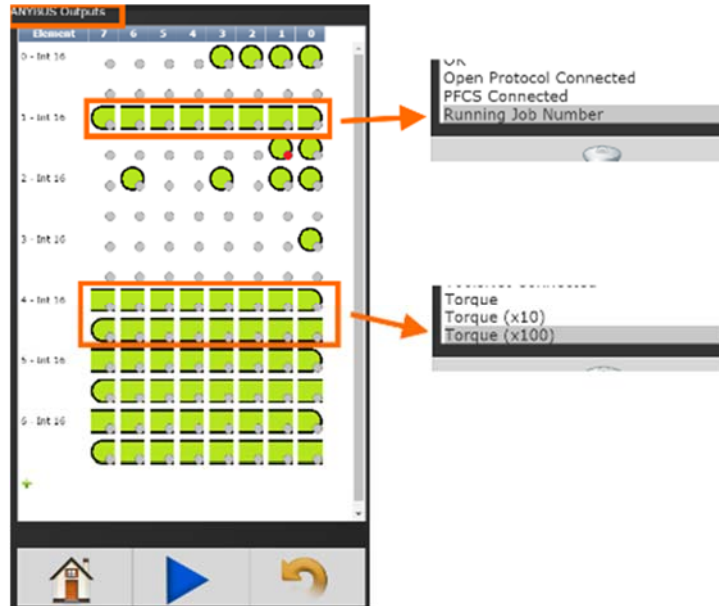 ANYBUS Outputs
Element 7 6 5 4 3 2 1 0
0 - Int 16
1 - Int 16
2 - Int 16
3 - Int 16
4 - Int 16
5 - Int 16
6 - Int 16
OK
Open Protocol Connected
PFCS Connected
Running Job Number
Connected
Torque
Torque (x10)
Torque (x100)